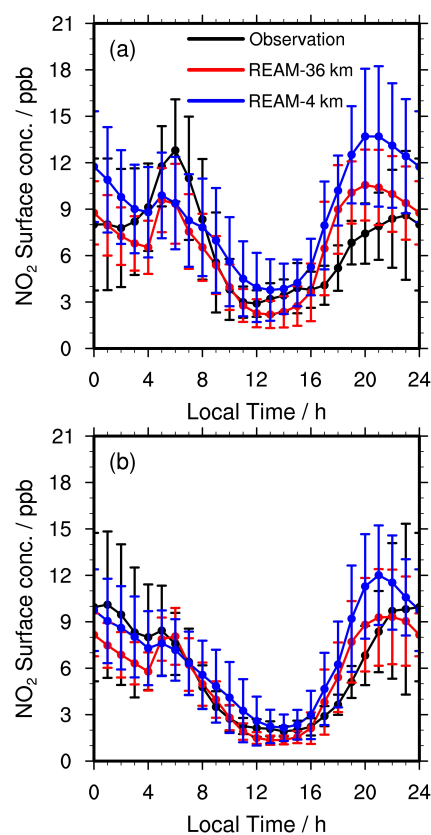 (a)
Observation
REAM-36 km
REAM-4 km
NO₂ Surface conc. / ppb
21
18
15
12
9
6
3
0
0 4 8 12 16 20 24
Local Time / h
(b)
NO₂ Surface conc. / ppb
21
18
15
12
9
6
3
0
0 4 8 12 16 20 24
Local Time / h